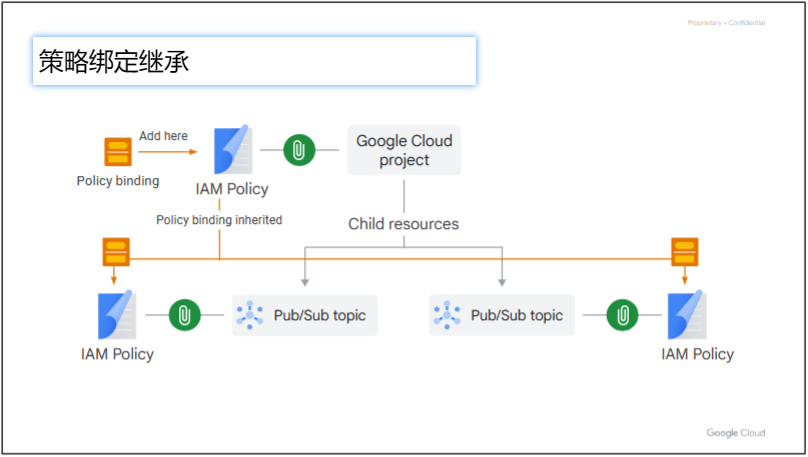 Proprietary + Confidential
策略绑定继承
Add here
Policy binding
IAM Policy
Google Cloud
project
Policy binding inherited
Child resources
Pub/Sub topic
Pub/Sub topic
IAM Policy
IAM Policy
Google Cloud